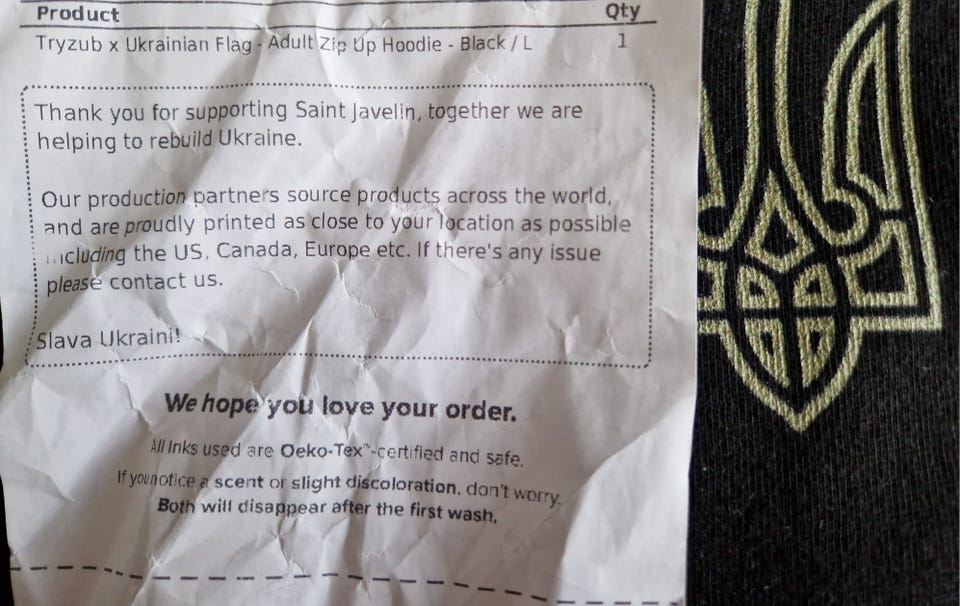 Product Qty
Tryzub x Ukrainian Flag - Adult Zip Up Hoodie - Black / L 1
Thank you for supporting Saint Javelin, together we are
helping to rebuild Ukraine.
Our production partners source products across the world,
and are proudly printed as close to your location as possible
including the US, Canada, Europe etc. If there's any issue
please contact us.
Slava Ukraini!
We hope you love your order.
All Inks used are Oeko-Tex™-certified and safe.
If you notice a scent or slight discoloration, don't worry,
Both will disappear after the first wash,